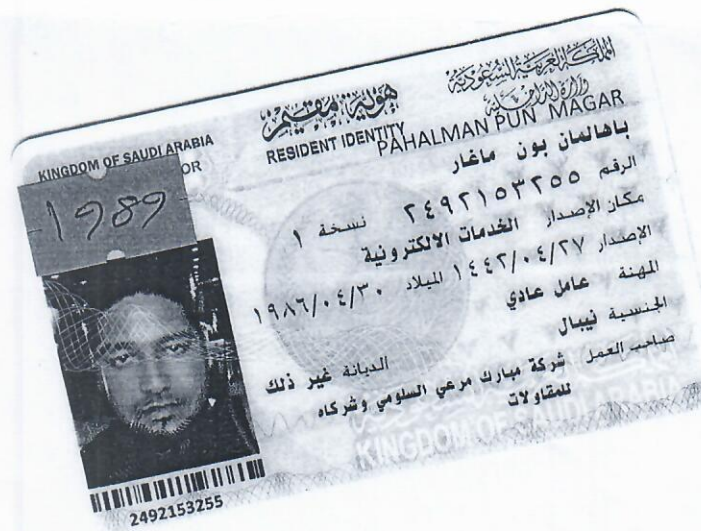 المملكة العربية السعودية
وزارة الداخلية
هوية مقيم
KINGDOM OF SAUDI ARABIA
OR
RESIDENT IDENTITY
PAHALMAN PUN MAGAR
باهالمان بون ماغار
الرقم ٢٤٩٢١٥٣٢٥٥ نسخة ١
مكان الإصدار الخدمات الالكترونية
الإصدار ١٤٤٢/٠٤/٢٧ الميلاد ١٩٨٦/٠٤/٣٠
المهنة عامل عادي
الجنسية نيبال
الديانة غير ذلك
صاحب العمل شركة مبارك مرعي السلومي وشركاه
للمقاولات
KINGDOM OF SAUDI ARABIA
1989
2492153255